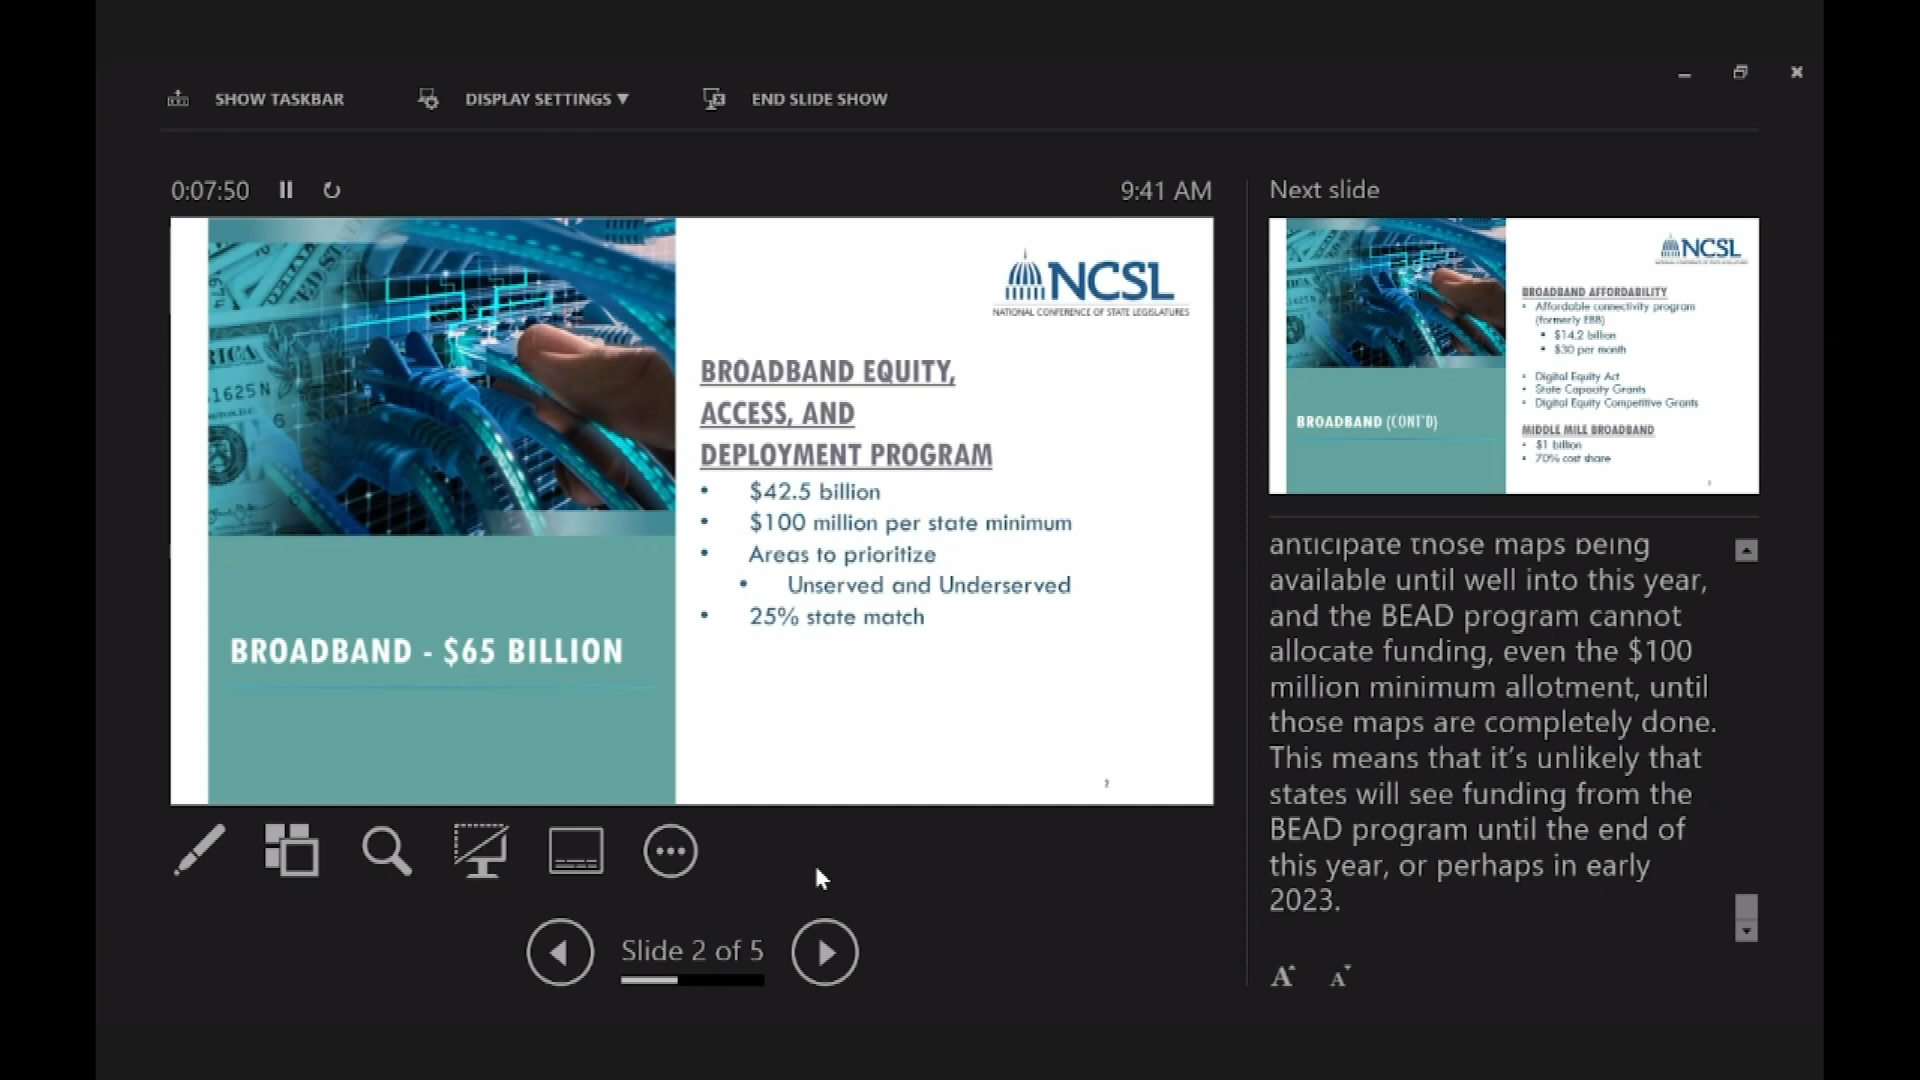 SHOW TASKBAR
DISPLAY SETTINGS ▼
END SLIDE SHOW
0:07:50
9:41 AM
NCSL
NATIONAL CONFERENCE OF STATE LEGISLATURES
BROADBAND EQUITY,
ACCESS, AND
DEPLOYMENT PROGRAM
• $42.5 billion
• $100 million per state minimum
• Areas to prioritize
• Unserved and Underserved
• 25% state match
BROADBAND - $65 BILLION
2
Slide 2 of 5
Next slide
NCSL
NATIONAL CONFERENCE OF STATE LEGISLATURES
BROADBAND AFFORDABILITY
• Affordable connectivity program
(formerly EBB)
• $14.2 billion
• $30 per month
• Digital Equity Act
• State Capacity Grants
• Digital Equity Competitive Grants
MIDDLE MILE BROADBAND
• $1 billion
• 70% cost share
BROADBAND (CONT'D)
3
anticipate those maps being
available until well into this year,
and the BEAD program cannot
allocate funding, even the $100
million minimum allotment, until
those maps are completely done.
This means that it's unlikely that
states will see funding from the
BEAD program until the end of
this year, or perhaps in early
2023.
A A